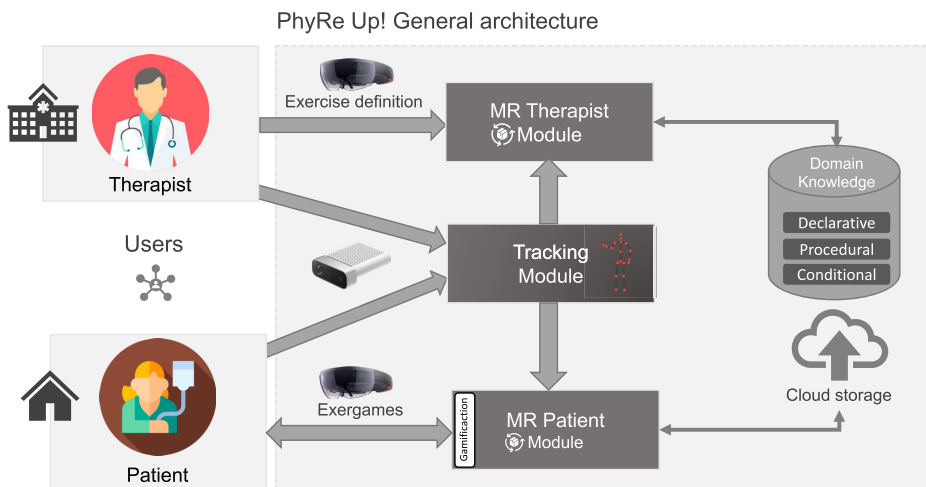 PhyRe Up! General architecture
Therapist
Exercise definition
MR Therapist
Module
Domain
Knowledge
Declarative
Procedural
Conditional
Users
Tracking
Module
Cloud storage
Exergames
Gamificaction
MR Patient
Module
Patient